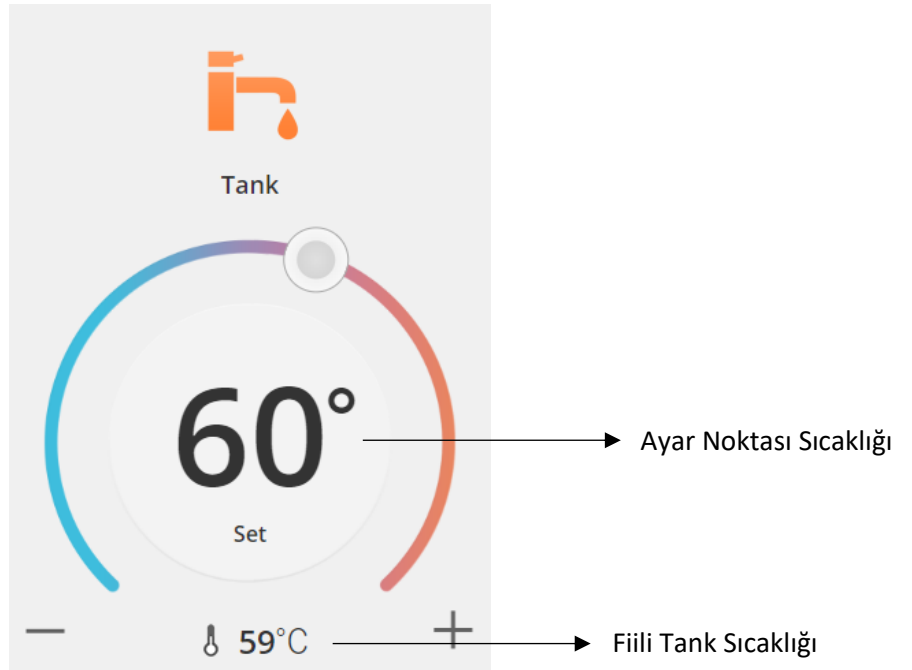 Tank
60°
Ayar Noktası Sıcaklığı
Set
− 59°C +
Fiili Tank Sıcaklığı